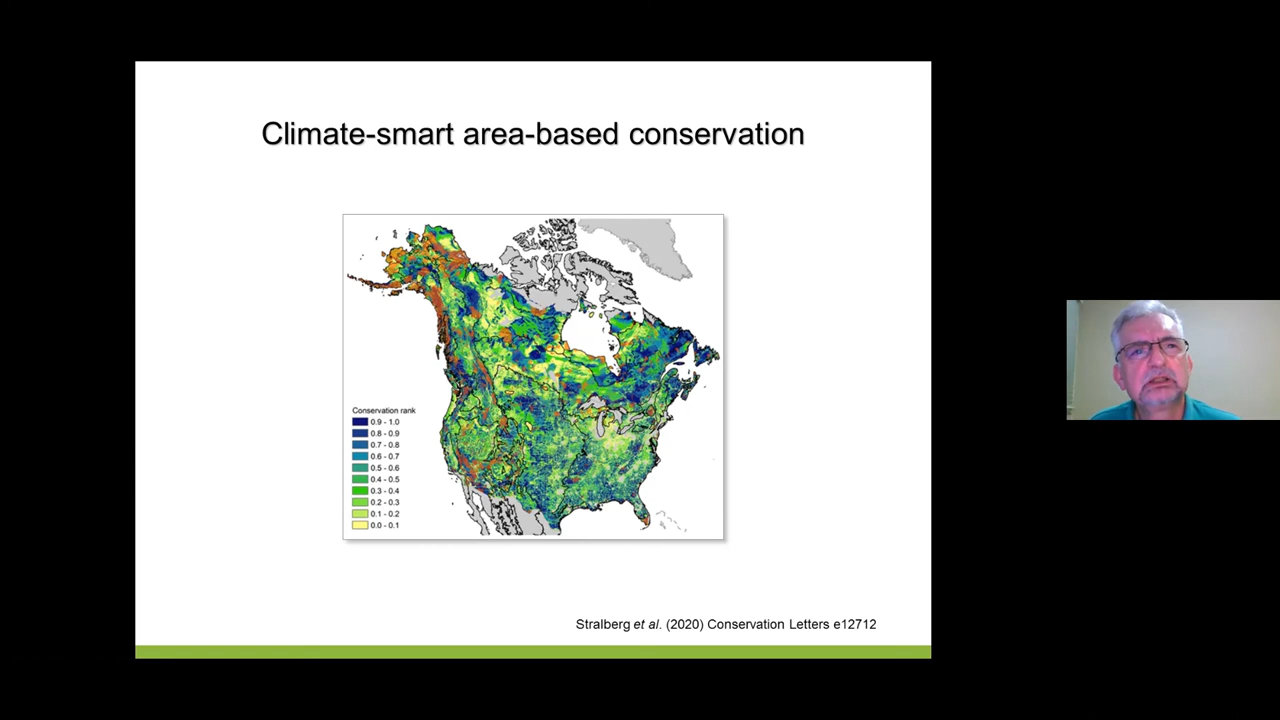 Climate-smart area-based conservation
Conservation rank
0.9 - 1.0
0.8 - 0.9
0.7 - 0.8
0.6 - 0.7
0.5 - 0.6
0.4 - 0.5
0.3 - 0.4
0.2 - 0.3
0.1 - 0.2
0.0 - 0.1
Stralberg et al. (2020) Conservation Letters e12712